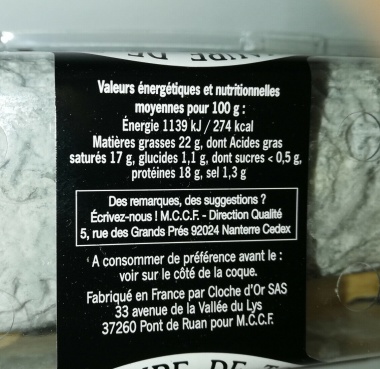 Valeurs énergétiques et nutritionnelles
moyennes pour 100 g :
Énergie 1139 kJ / 274 kcal
Matières grasses 22 g, dont Acides gras
saturés 17 g, glucides 1,1 g, dont sucres < 0,5 g,
protéines 18 g, sel 1,3 g
Des remarques, des suggestions ?
Écrivez-nous ! M.C.C.F. - Direction Qualité
5, rue des Grands Prés 92024 Nanterre Cedex
A consommer de préférence avant le :
voir sur le côté de la coque.
Fabriqué en France par Cloche d'Or SAS
33 avenue de la Vallée du Lys
37260 Pont de Ruan pour M.C.C.F.